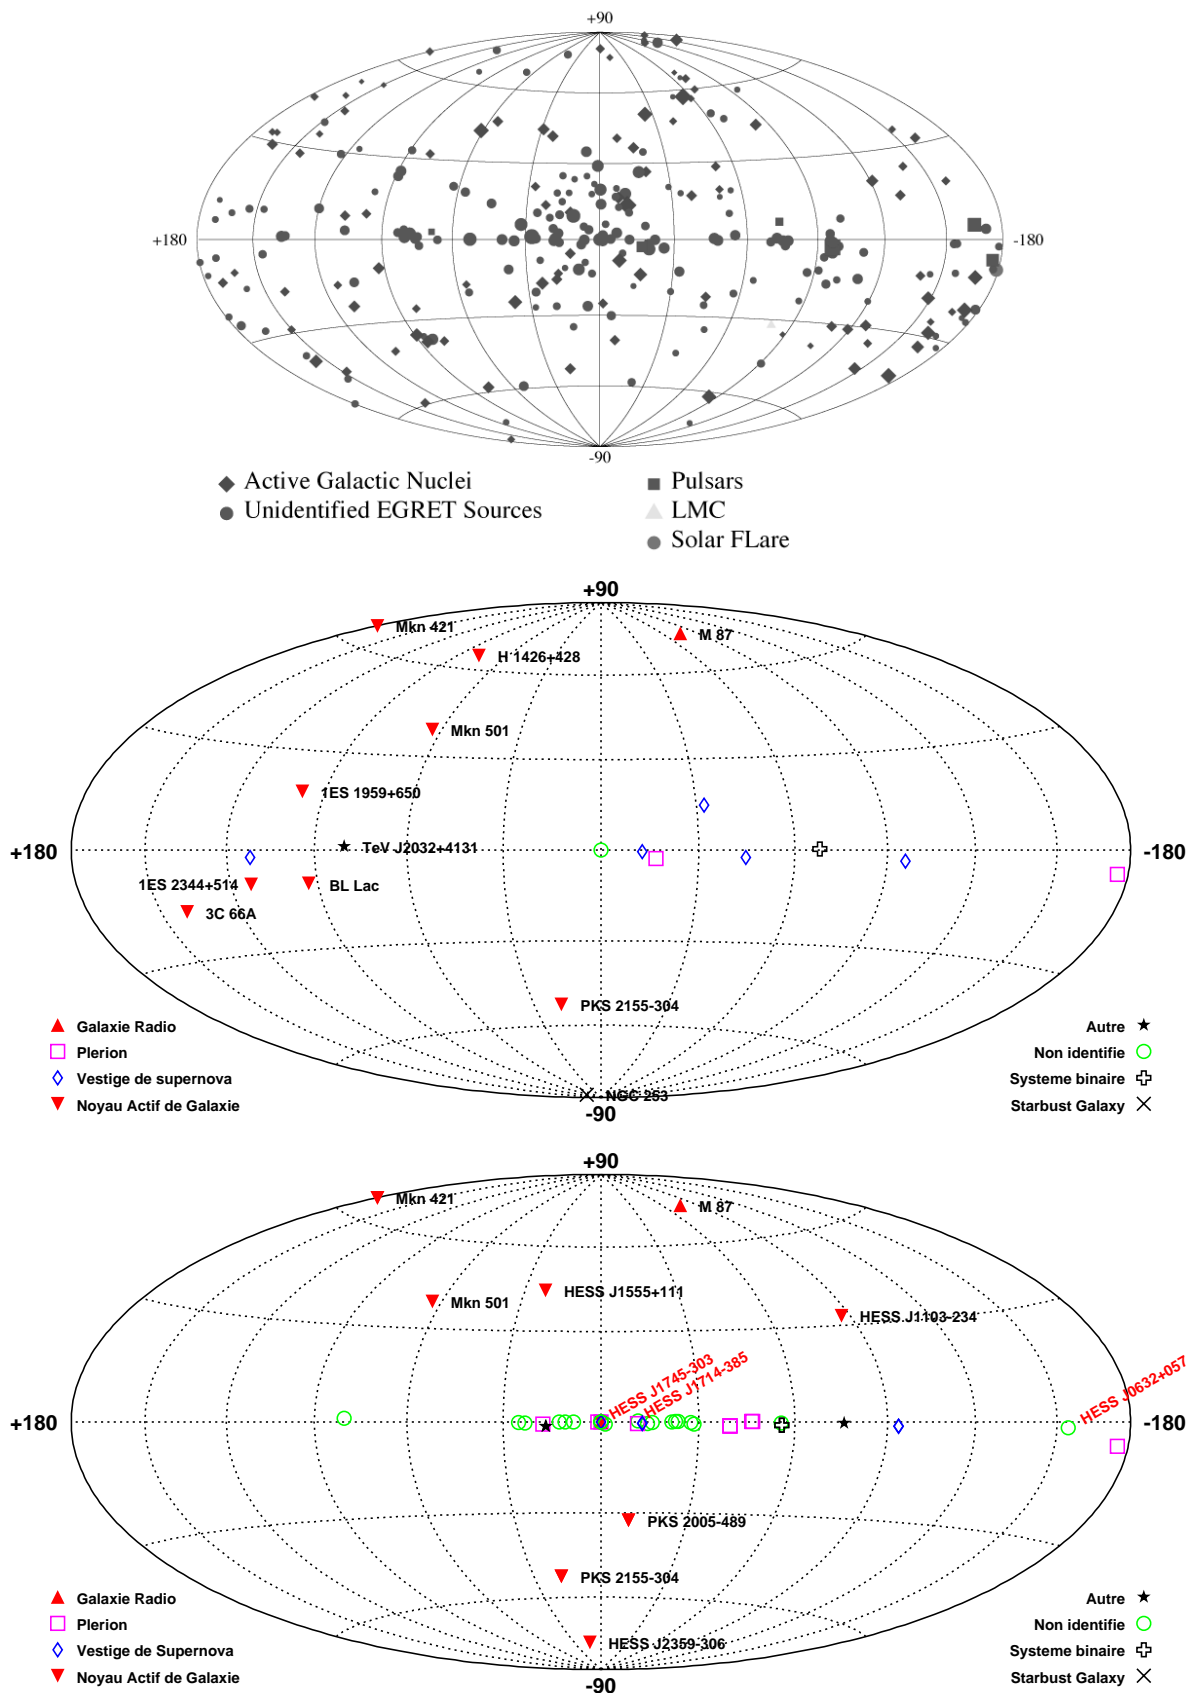 +90
+180
-180
-90
Active Galactic Nuclei
Pulsars
Unidentified EGRET Sources
LMC
Solar FLare
+90
Mkn 421
M 87
H 1426+428
Mkn 501
1ES 1959+650
+180
TeV J2032+4131
-180
1ES 2344+514
BL Lac
3C 66A
PKS 2155-304
Galaxie Radio
Autre
Plerion
Non identifie
Vestige de supernova
Systeme binaire
NGC 253
Noyau Actif de Galaxie
Starbust Galaxy
-90
+90
Mkn 421
M 87
HESS J1555+111
Mkn 501
HESS J1103-234
HESS J1745-303
HESS J1714-385
HESS J0632+057
+180
-180
PKS 2005-489
PKS 2155-304
Galaxie Radio
Autre
Plerion
Non identifie
HESS J2359-306
Vestige de Supernova
Systeme binaire
Noyau Actif de Galaxie
Starbust Galaxy
-90